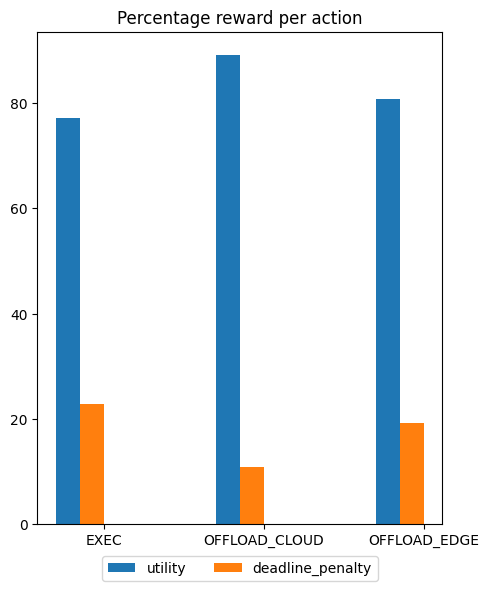 Percentage reward per action
80
60
40
20
0
EXEC OFFLOAD_CLOUD OFFLOAD_EDGE
utility deadline_penalty